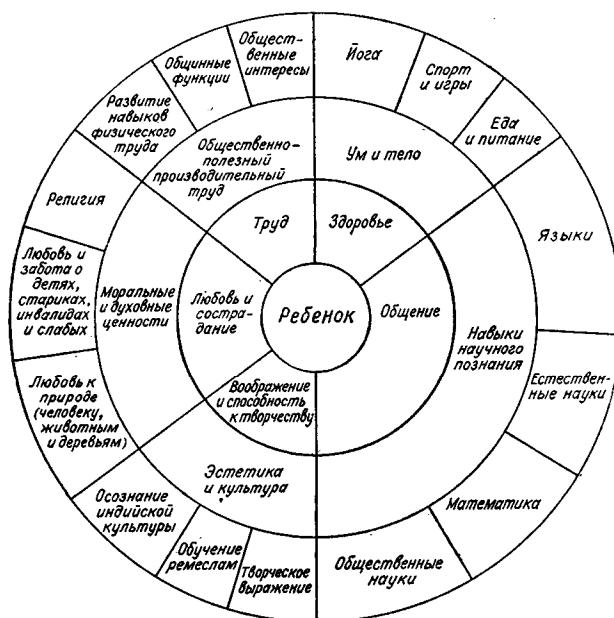 Обществ-
енные
интересы
Йога
Общинные
функции
Спорт
и игры
Развитие
навыков
физического
труда
Еда
и питание
Общественно-
полезный
производительный
труд
Ум и тело
Религия
Труд
Здоровье
Языки
Любовь и
забота о
детях,
стариках,
инвалидах
и слабых
Моральные
и духовные
ценности
Любовь и
состра-
дание
Ребенок
Общение
Навыки
научного
познания
Любовь к
природе
(человеку,
животным
и
деревьям)
Воображение
и способность
к творчеству
Естествен-
ные науки
Эстетика
и культура
Осознание
индийской
культуры
Математика
Обучение
ремеслам
Творческое
выражение
Общественные
науки